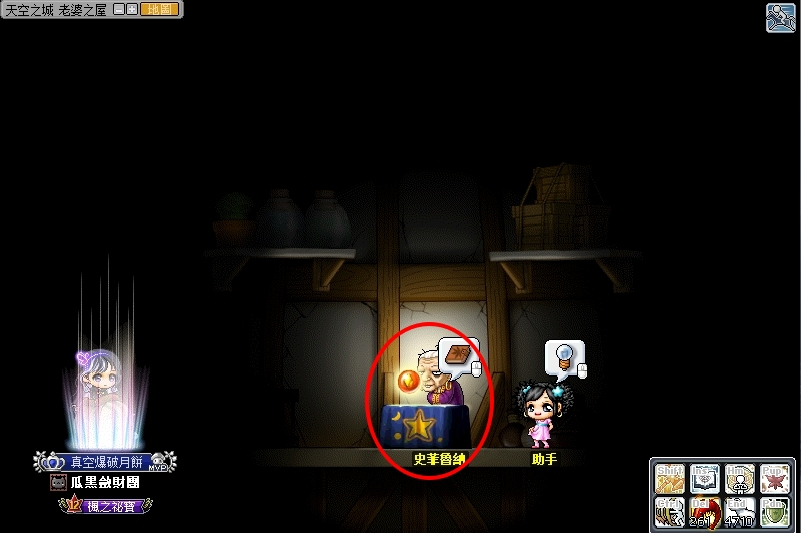 天空之城 老婆之屋
地圖
史菲魯納
助手
真空爆破月餅
MVP
瓜黑斂財團
12 楓之祕寶
Shift Ins Hm Pup
Ctrl Del End Pdn
261 4710